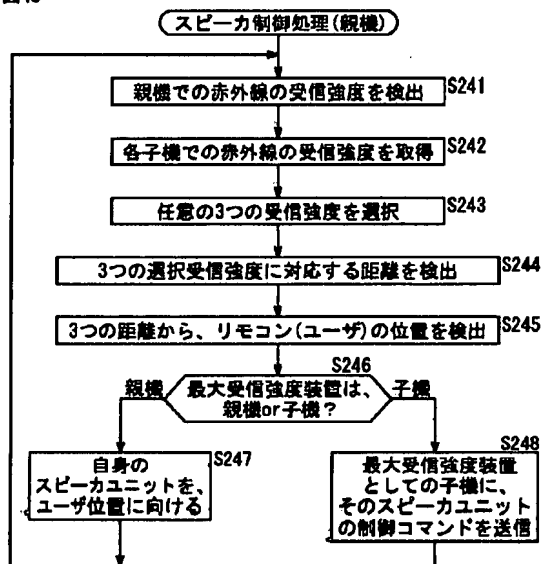 スピーカ制御処理(親機)
親機での赤外線の受信強度を検出
S241
各子機での赤外線の受信強度を取得
S242
任意の3つの受信強度を選択
S243
3つの選択受信強度に対応する距離を検出
S244
3つの距離から、リモコン(ユーザ)の位置を検出
S245
S246
親機
最大受信強度装置は、
親機or子機?
子機
S247
自身の
スピーカユニットを、
ユーザ位置に向ける
S248
最大受信強度装置
としての子機に、
そのスピーカユニット
の制御コマンドを送信